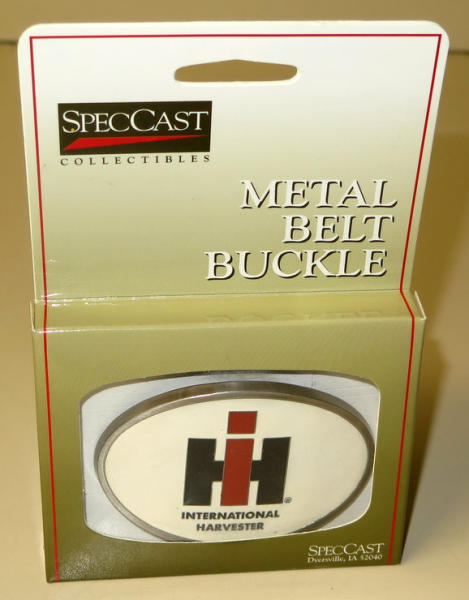 SPECCAST
COLLECTIBLES
METAL
BELT
BUCKLE
IH ®
INTERNATIONAL
HARVESTER
SPECCAST
Dyersville, IA 52040